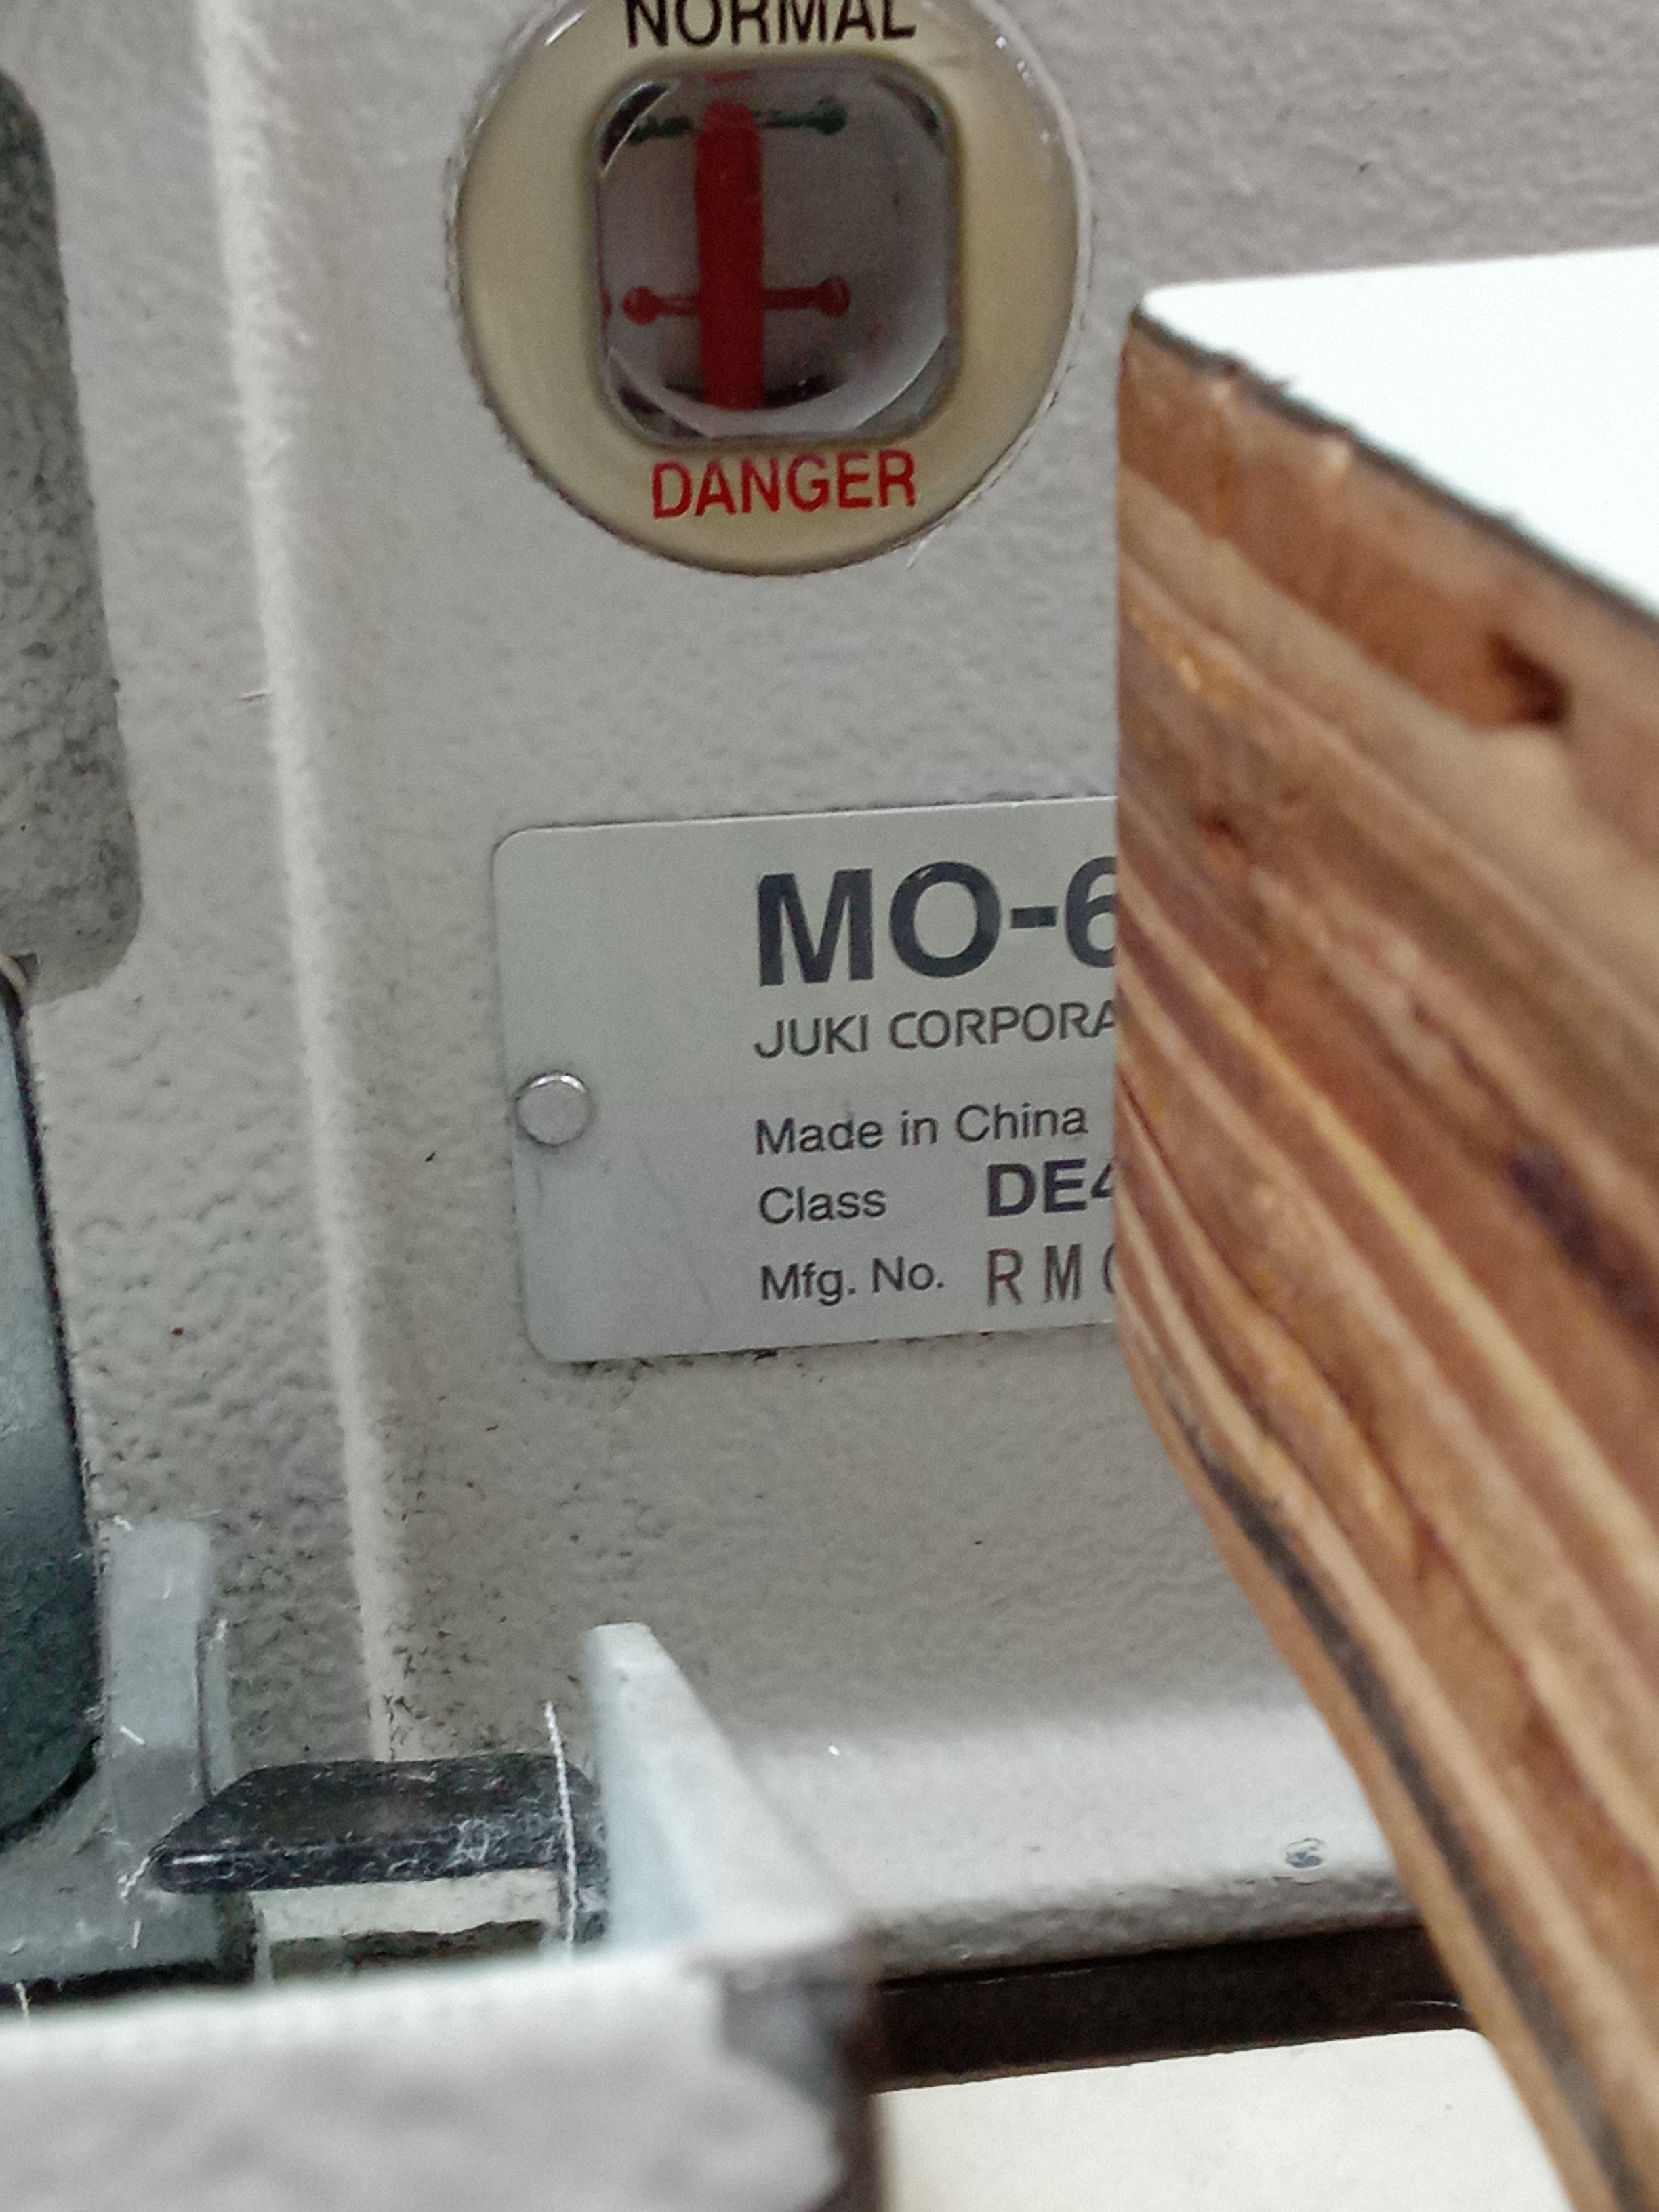 NORMAL
DANGER
MO-6
JUKI CORPORA
Made in China
Class DE4
Mfg. No. RM